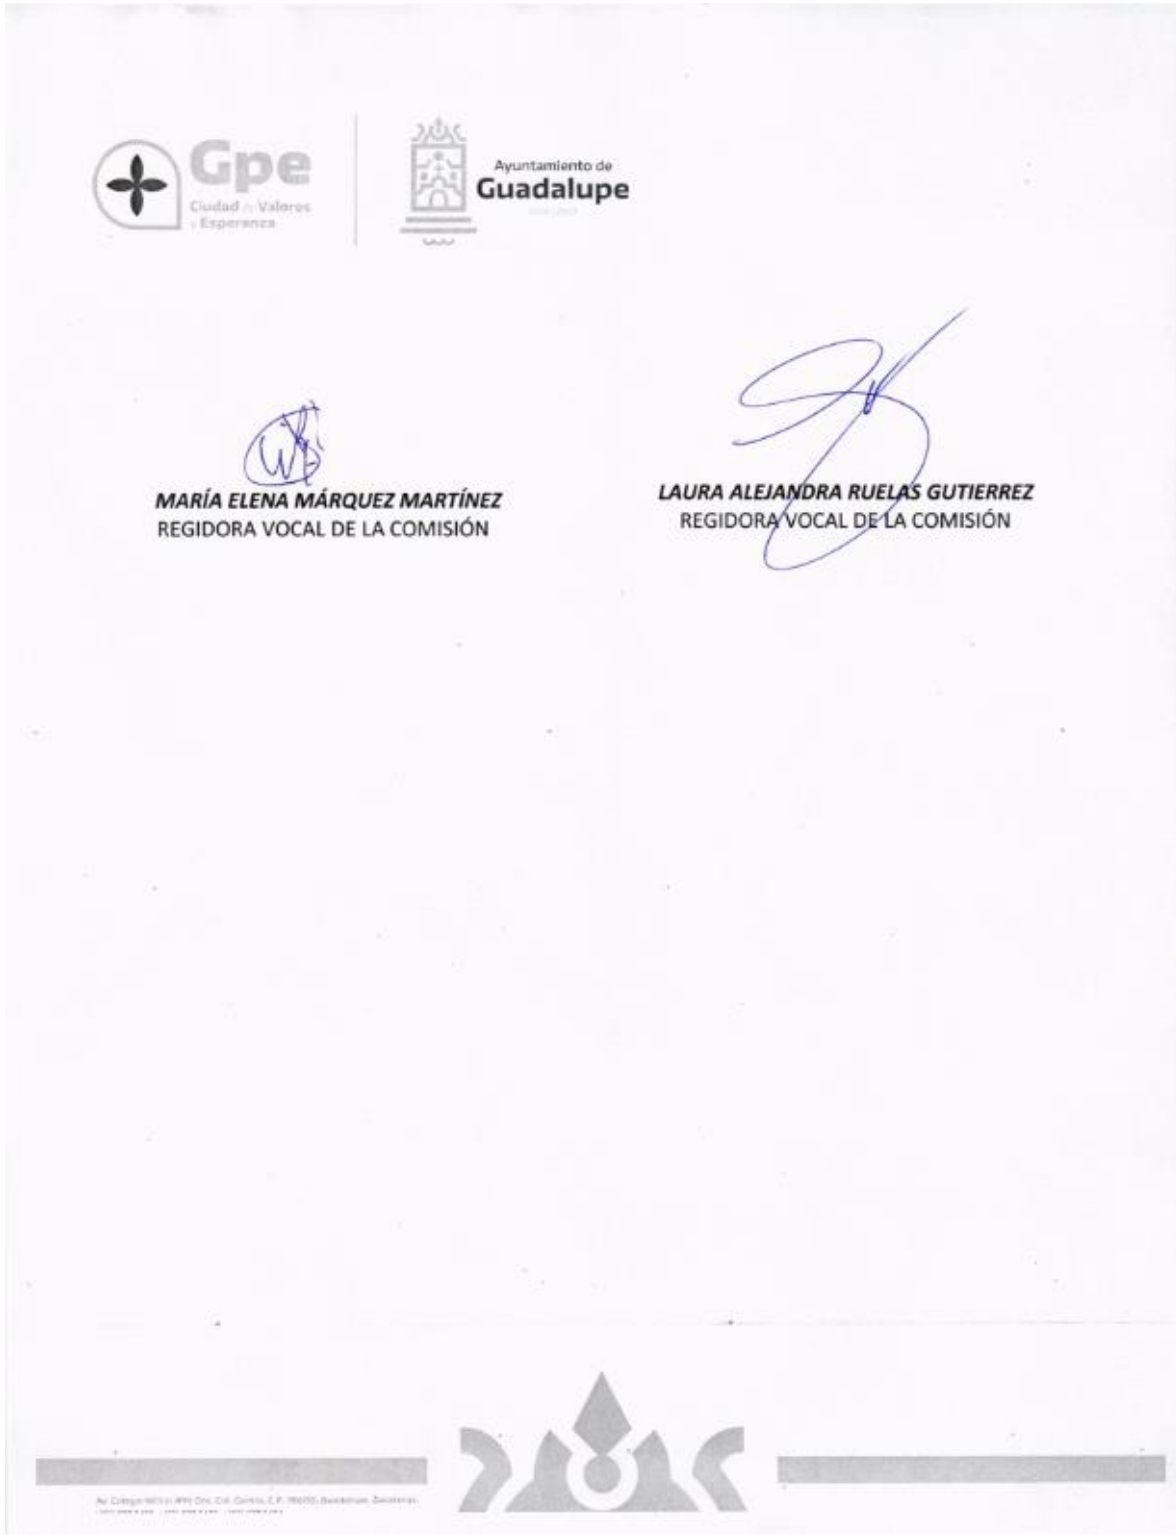 Gpe
Ciudad de Valores
y Esperanza
Ayuntamiento de
Guadalupe
MARÍA ELENA MÁRQUEZ MARTÍNEZ
REGIDORA VOCAL DE LA COMISIÓN
LAURA ALEJANDRA RUELAS GUTIERREZ
REGIDORA VOCAL DE LA COMISIÓN